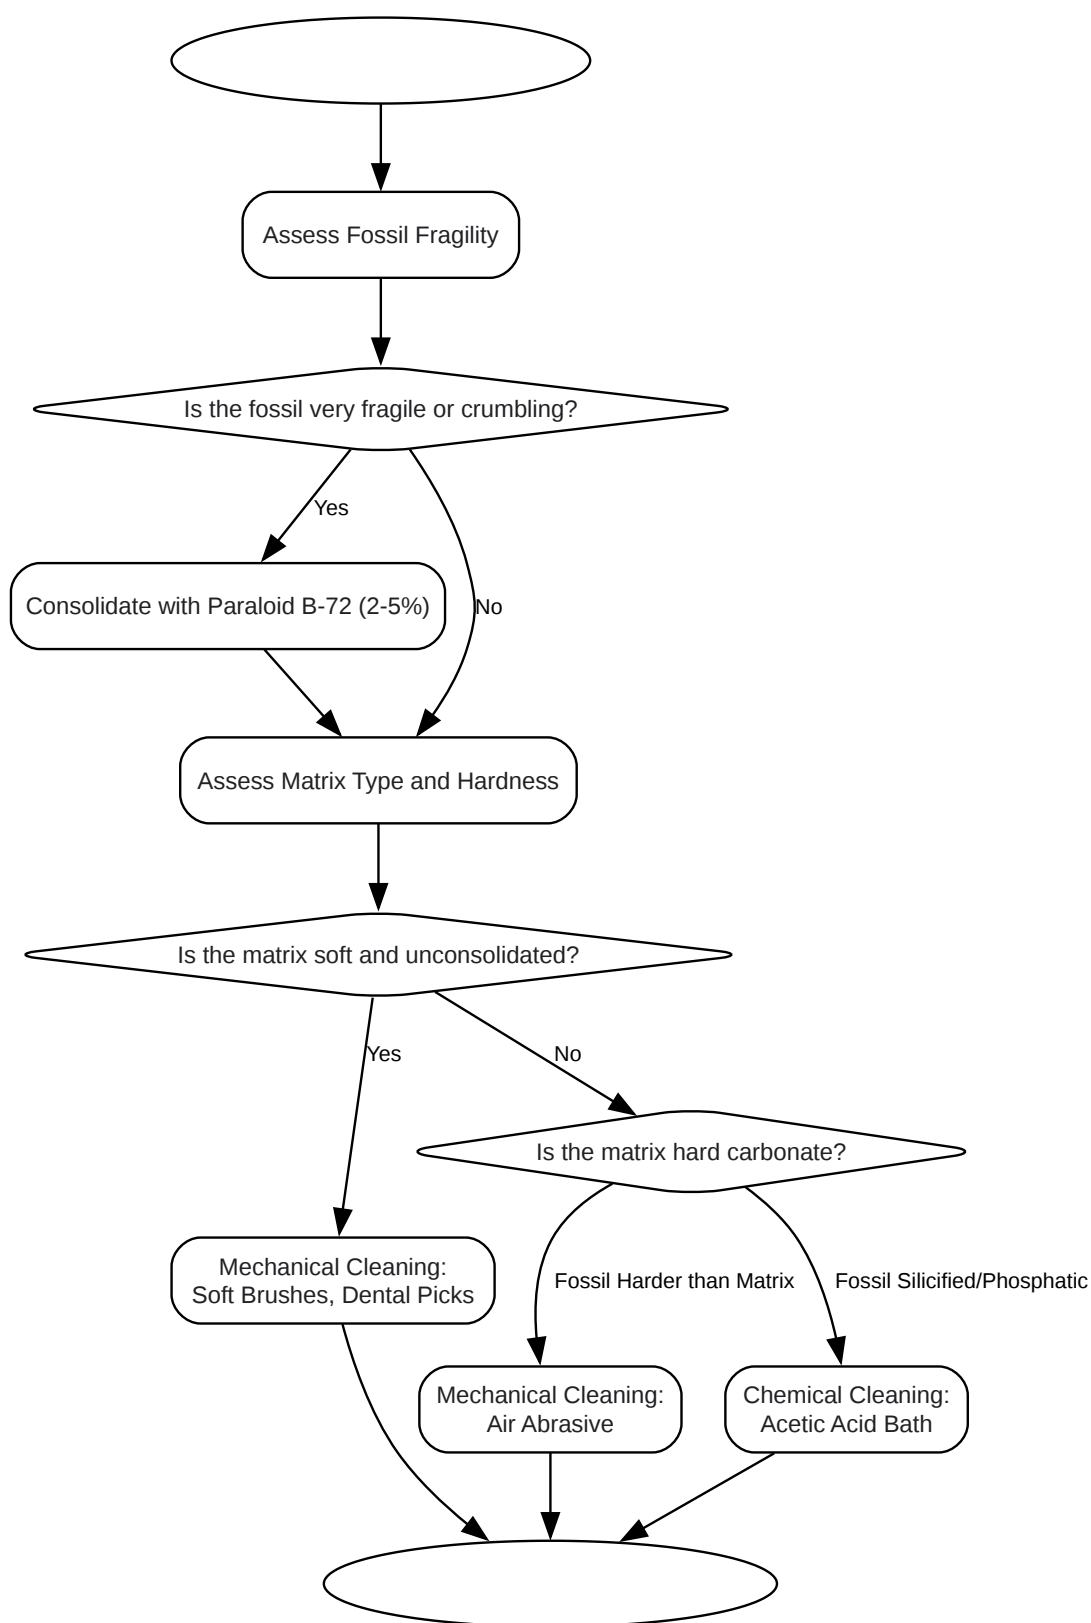 Assess Fossil Fragility
Is the fossil very fragile or crumbling?
Yes
Consolidate with Paraloid B-72 (2-5%)
No
Assess Matrix Type and Hardness
Is the matrix soft and unconsolidated?
Yes
No
Is the matrix hard carbonate?
Mechanical Cleaning:
Soft Brushes, Dental Picks
Fossil Harder than Matrix
Fossil Silicified/Phosphatic
Mechanical Cleaning:
Air Abrasive
Chemical Cleaning:
Acetic Acid Bath